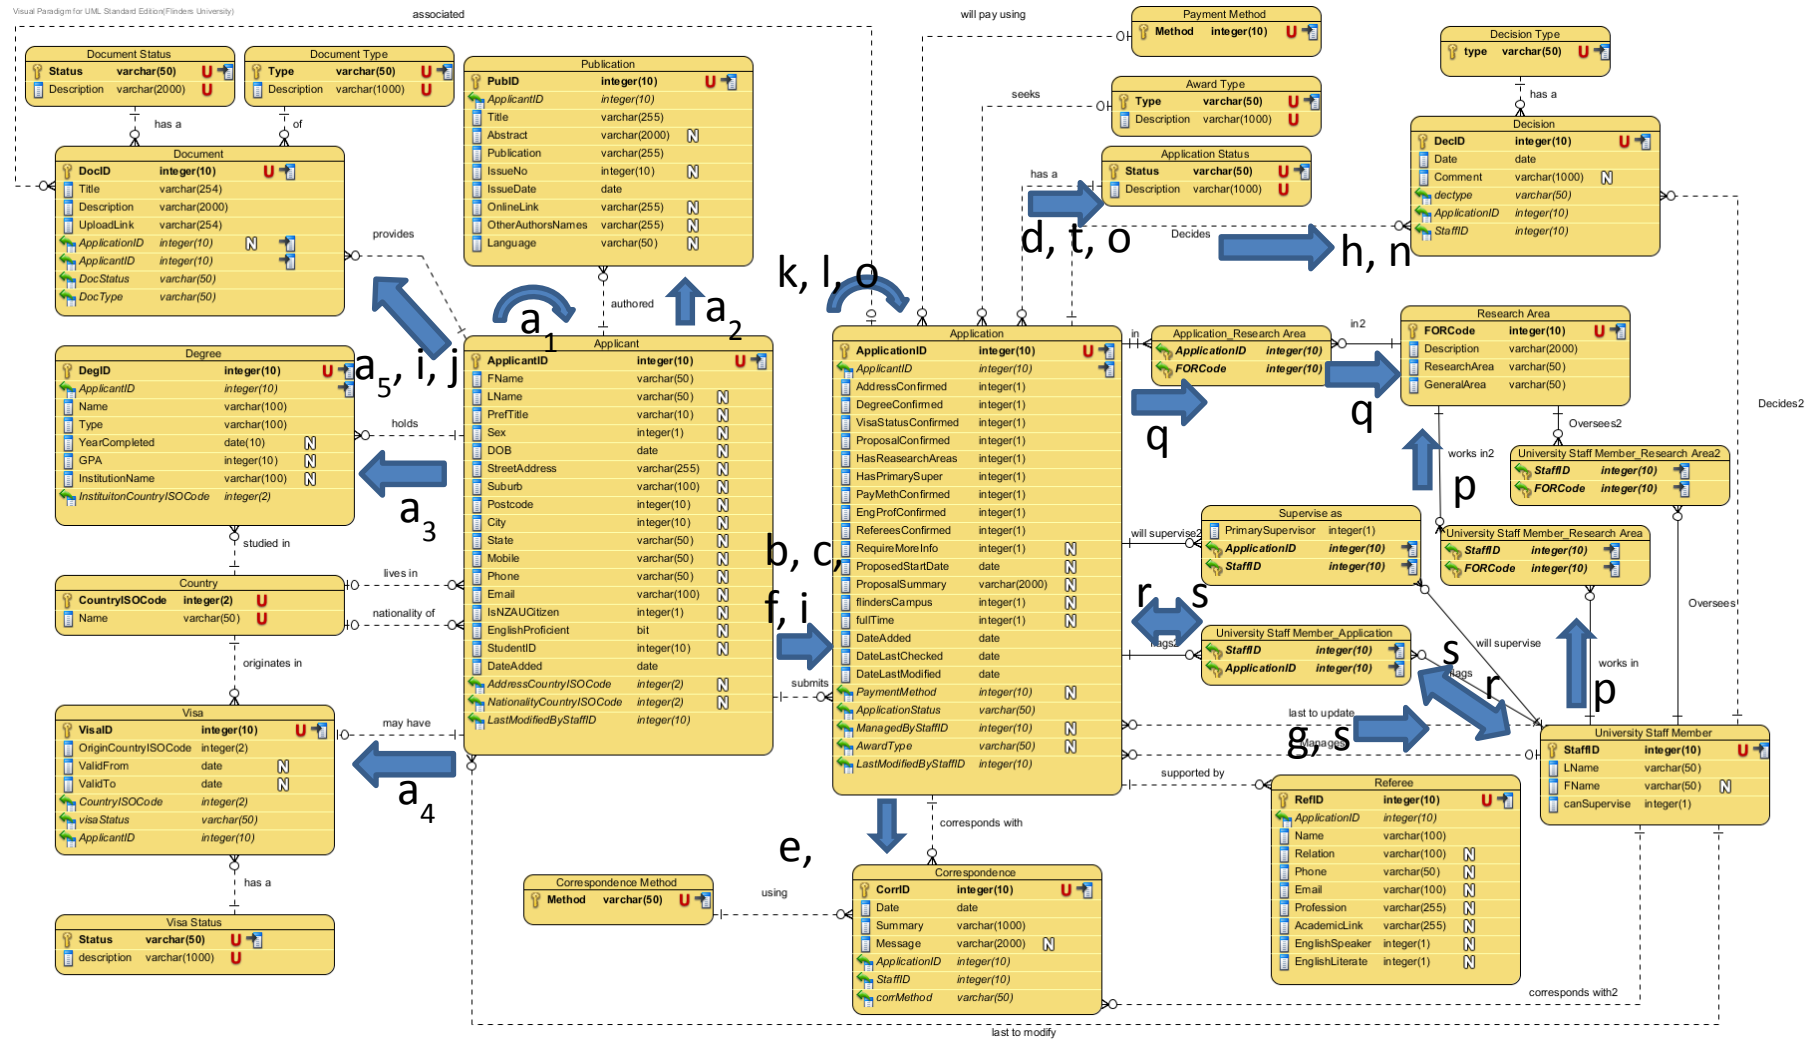 Visual Paradigm for UML Standard Edition(Flinders University)
associated
will pay using
Payment Method
Method integer(10) U
Decision Type
type varchar(50) U
has a
Document Status
Status varchar(50) U
Description varchar(2000) U
has a
Document Type
Type varchar(50) U
Description varchar(1000) U
of
Publication
PubID integer(10) U
ApplicantID integer(10)
Title varchar(255)
Abstract varchar(2000) N
Publication varchar(255)
IssueNo integer(10) N
IssueDate date
OnlineLink varchar(255) N
OtherAuthorsNames varchar(255) N
Language varchar(50) N
authored
seeks
Award Type
Type varchar(50) U
Description varchar(1000) U
has a
Application Status
Status varchar(50) U
Description varchar(1000) U
d, t, o
Decides
h, n
Decision
DecID integer(10) U
Date date
Comment varchar(1000) N
dectype varchar(50)
ApplicationID integer(10)
StaffID integer(10)
Decides2
Document
DocID integer(10) U
Title varchar(254)
Description varchar(2000)
UploadLink varchar(254)
ApplicationID integer(10) N
ApplicantID integer(10)
DocStatus varchar(50)
DocType varchar(50)
provides
a5, i, j
a1
a2
k, l, o
Degree
DegID integer(10) U
ApplicantID integer(10)
Name varchar(100)
Type varchar(100)
YearCompleted date(10) N
GPA integer(10) N
InstitutionName varchar(100) N
InstituitonCountryISOCode integer(2)
holds
a3
studied in
Country
CountryISOCode integer(2) U
Name varchar(50) U
lives in
nationality of
originates in
Visa
VisaID integer(10) U
OriginCountryISOCode integer(2)
ValidFrom date N
ValidTo date N
CountryISOCode integer(2)
visaStatus varchar(50)
ApplicantID integer(10)
may have
a4
has a
Visa Status
Status varchar(50) U
description varchar(1000) U
Applicant
ApplicantID integer(10) U
FName varchar(50)
LName varchar(50) N
PrefTitle varchar(10) N
Sex integer(1) N
DOB date N
StreetAddress varchar(255) N
Suburb varchar(100) N
Postcode integer(10) N
City integer(10) N
State varchar(50) N
Mobile varchar(50) N
Phone varchar(50) N
Email varchar(100) N
IsNZAUCitizen integer(1) N
EnglishProficient bit N
StudentID integer(10) N
DateAdded date
AddressCountryISOCode integer(2) N
NationalityCountryISOCode integer(2) N
LastModifiedByStaffID integer(10)
b, c,
f, i
submits
Application
ApplicationID integer(10) U
ApplicantID integer(10)
AddressConfirmed integer(1)
DegreeConfirmed integer(1)
VisaStatusConfirmed integer(1)
ProposalConfirmed integer(1)
HasReasearchAreas integer(1)
HasPrimarySuper integer(1)
PayMethConfirmed integer(1)
EngProfConfirmed integer(1)
RefereesConfirmed integer(1)
RequireMoreInfo integer(1) N
ProposedStartDate date N
ProposalSummary varchar(2000) N
flindersCampus integer(1) N
fullTime integer(1) N
DateAdded date
DateLastChecked date
DateLastModified date
PaymentMethod integer(10) N
ApplicationStatus varchar(50)
ManagedByStaffID integer(10) N
AwardType varchar(50) N
LastModifiedByStaffID integer(10)
in
Application_Research Area
ApplicationID integer(10)
FORCode integer(10)
in2
q
q
Research Area
FORCode integer(10) U
Description varchar(2000)
ResearchArea varchar(50)
GeneralArea varchar(50)
works in2
p
Oversees2
University Staff Member_Research Area2
StaffID integer(10)
FORCode integer(10)
will supervise2
Supervise as
PrimarySupervisor integer(1)
ApplicationID integer(10)
StaffID integer(10)
University Staff Member_Research Area
StaffID integer(10)
FORCode integer(10)
Oversees
r s
flags2
University Staff Member_Application
StaffID integer(10)
ApplicationID integer(10)
will supervise
s
flags
r
works in
p
last to update
g, s
Manages
University Staff Member
StaffID integer(10) U
LName varchar(50)
FName varchar(50) N
canSupervise integer(1)
supported by
Referee
RefID integer(10) U
ApplicationID integer(10)
Name varchar(100)
Relation varchar(100) N
Phone varchar(50) N
Email varchar(100) N
Profession varchar(255) N
AcademicLink varchar(255) N
EnglishSpeaker integer(1) N
EnglishLiterate integer(1) N
e,
corresponds with
Correspondence Method
Method varchar(50) U
using
Correspondence
CorrID integer(10) U
Date date
Summary varchar(1000)
Message varchar(2000) N
ApplicationID integer(10)
StaffID integer(10)
corrMethod varchar(50)
corresponds with2
last to modify